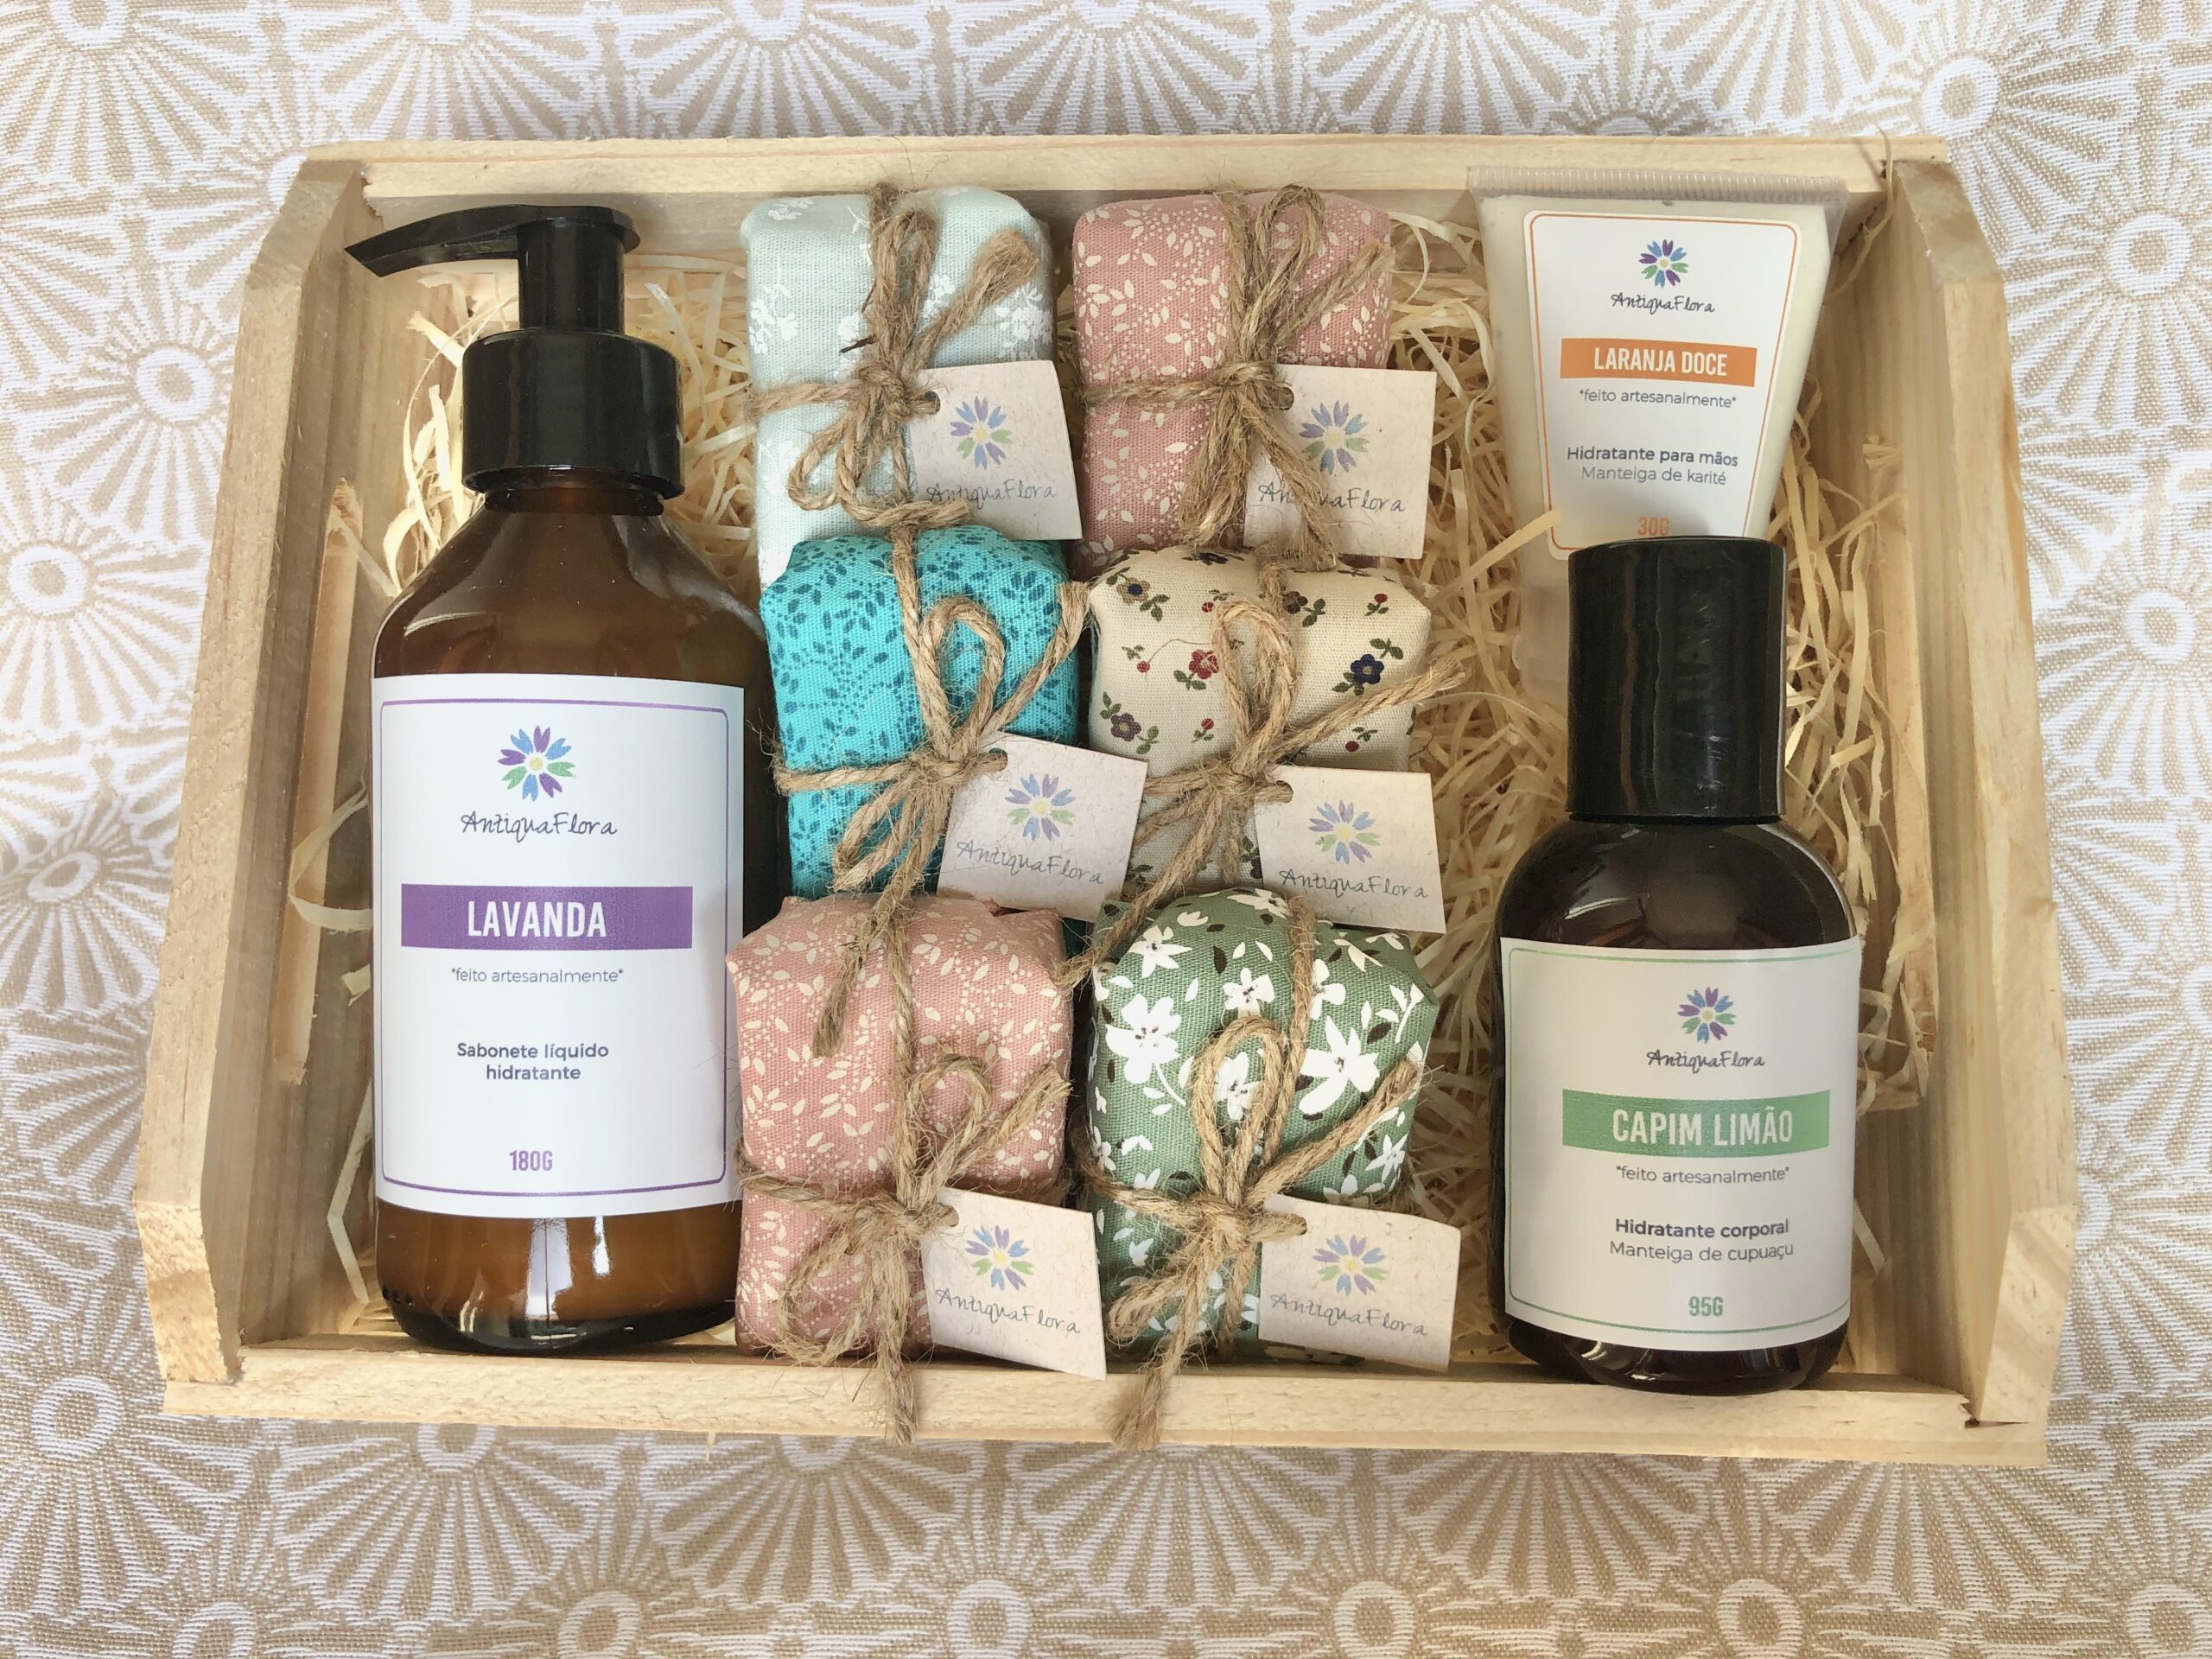 AntiquaFlora
LAVANDA
*feito artesanalmente*
Sabonete líquido
hidratante
180G
AntiquaFlora
AntiquaFlora
AntiquaFlora
AntiquaFlora
AntiquaFlora
AntiquaFlora
AntiquaFlora
LARANJA DOCE
*feito artesanalmente*
Hidratante para mãos
Manteiga de karité
30G
AntiquaFlora
CAPIM LIMÃO
*feito artesanalmente*
Hidratante corporal
Manteiga de cupuaçu
95G